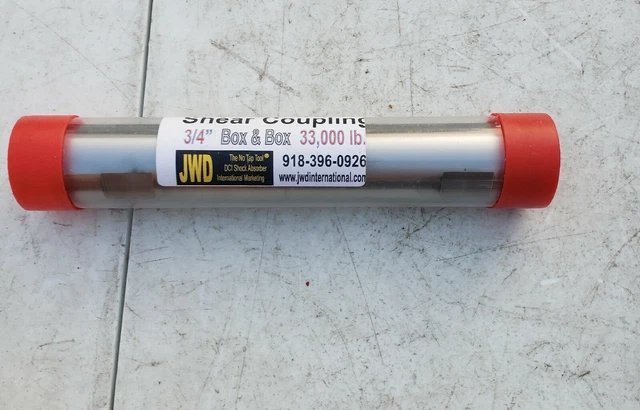 Shear Coupling
3/4" Box & Box 33,000 lb.
JWD
The No Tap Tool®
DCI Shock Absorber
International Marketing
918-396-0926
www.jwdinternational.com